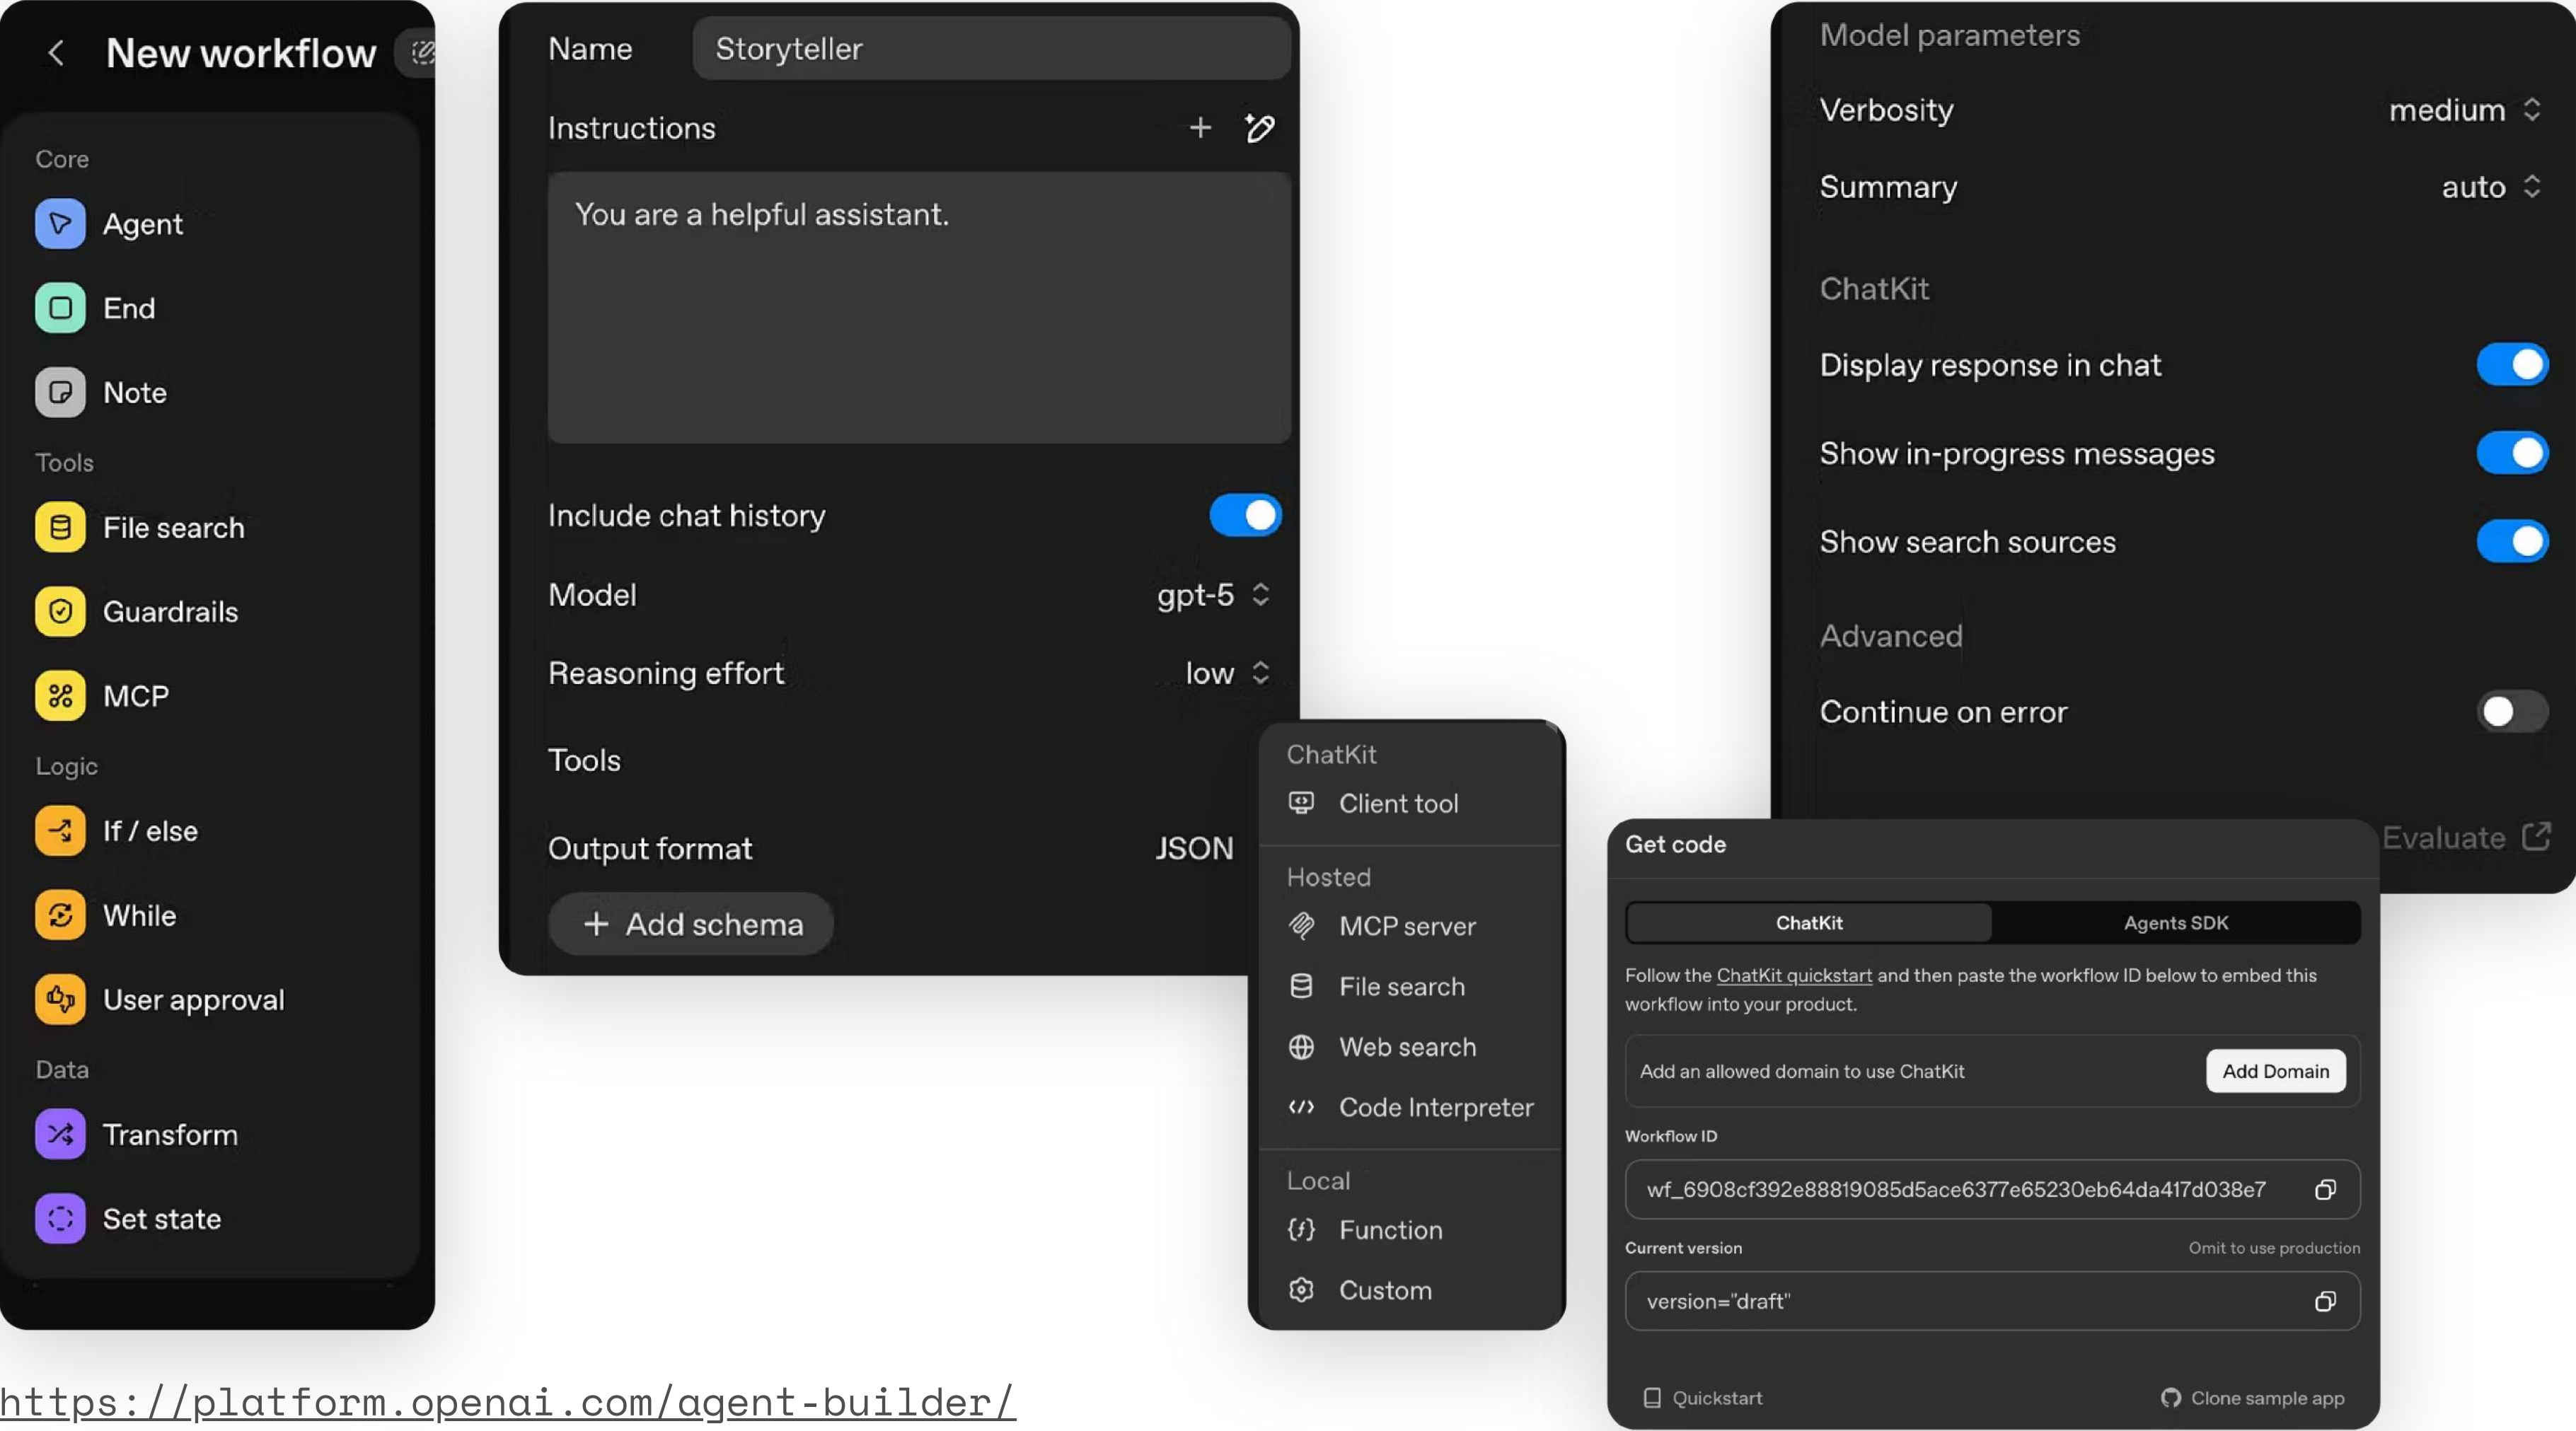 New workflow
Core
Agent
End
Note
Tools
File search
Guardrails
MCP
Logic
If / else
While
User approval
Data
Transform
Set state
Name
Storyteller
Instructions
You are a helpful assistant.
Include chat history
Model
gpt-5
Reasoning effort
low
Tools
Output format
JSON
+ Add schema
ChatKit
Client tool
Hosted
MCP server
File search
Web search
Code Interpreter
Local
Function
Custom
Model parameters
Verbosity
medium
Summary
auto
ChatKit
Display response in chat
Show in-progress messages
Show search sources
Advanced
Continue on error
Evaluate
Get code
ChatKit
Agents SDK
Follow the ChatKit quickstart and then paste the workflow ID below to embed this
workflow into your product.
Add an allowed domain to use ChatKit
Add Domain
Workflow ID
wf_6908cf392e88819085d5ace6377e65230eb64da417d038e7
Current version
Omit to use production
version="draft"
Quickstart
Clone sample app
https://platform.openai.com/agent-builder/